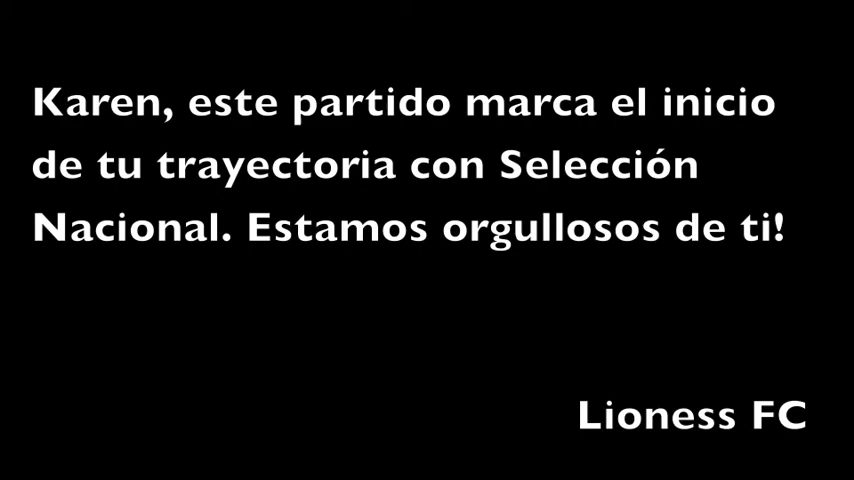 Karen, este partido marca el inicio
de tu trayectoria con Selección
Nacional. Estamos orgullosos de ti!
Lioness FC